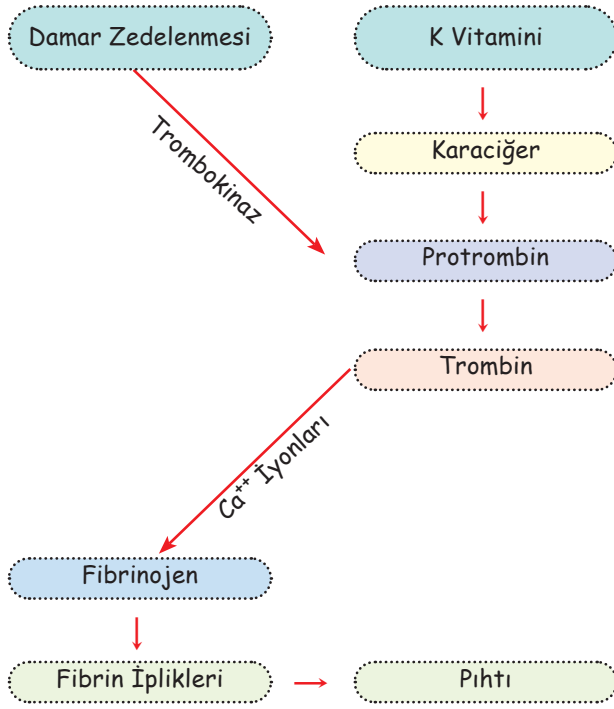 Damar Zedelenmesi
K Vitamini
Trombokinaz
Karaciğer
Protrombin
Trombin
Ca⁺⁺ İyonları
Fibrinojen
Fibrin İplikleri
Pıhtı